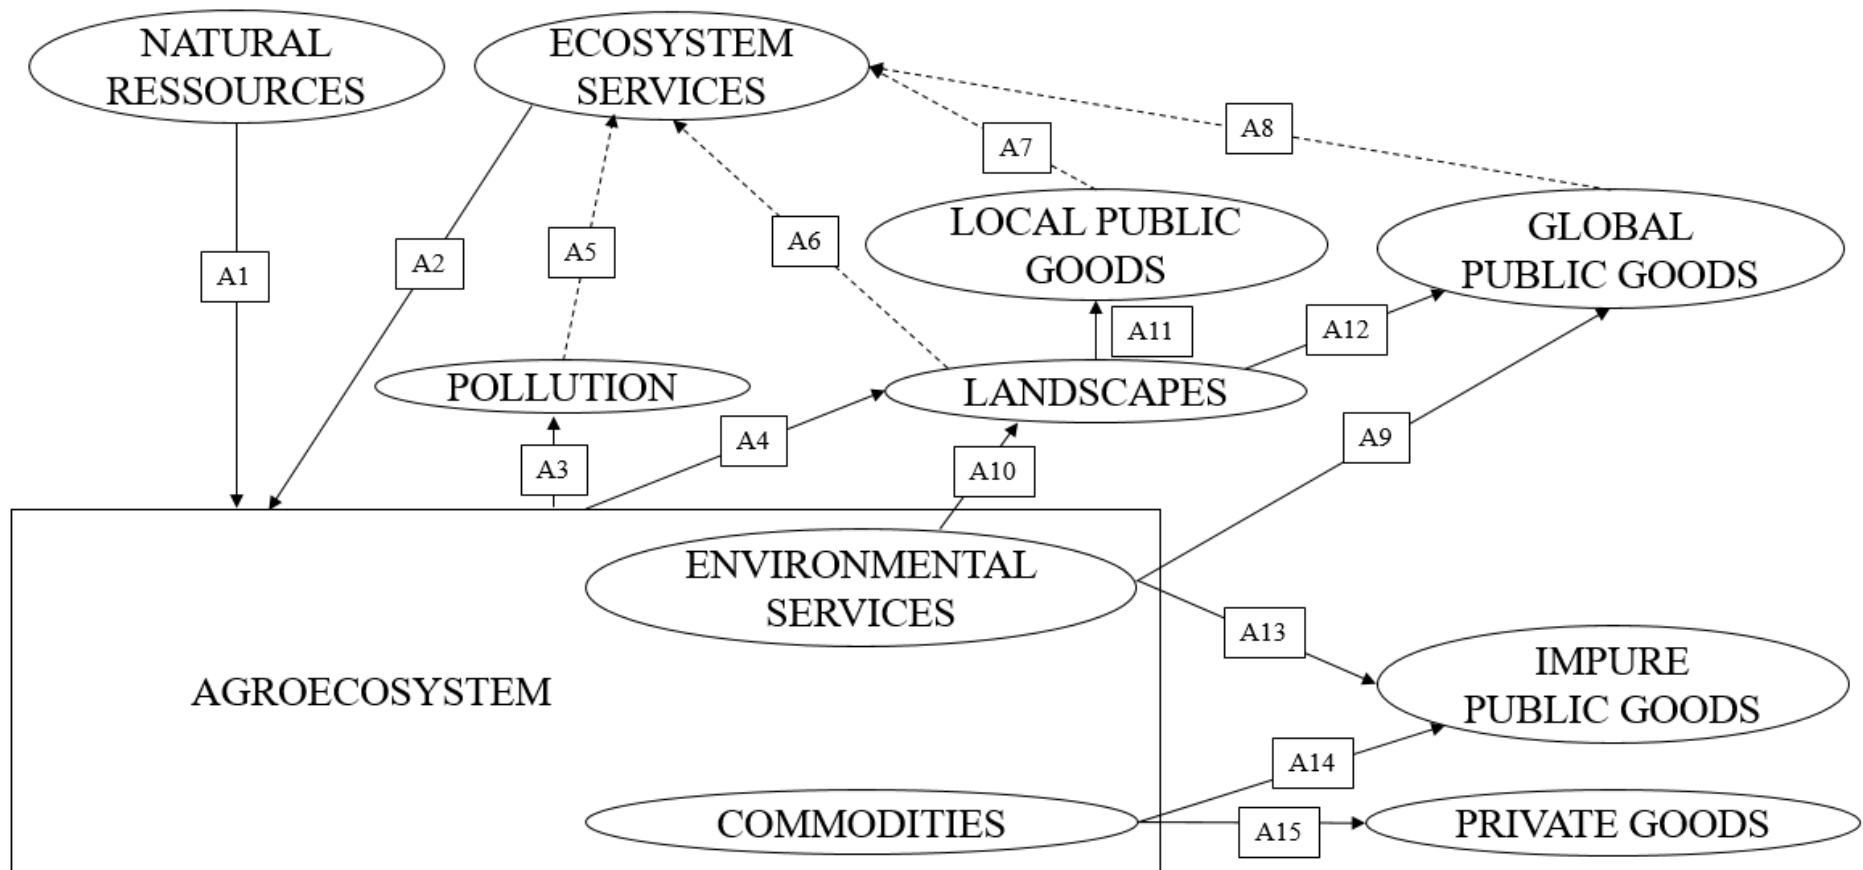 NATURAL
RESSOURCES
ECOSYSTEM
SERVICES
A8
A7
LOCAL PUBLIC
GOODS
GLOBAL
PUBLIC GOODS
A6
A5
A2
A1
A11
A12
POLLUTION
LANDSCAPES
A4
A9
A3
A10
ENVIRONMENTAL
SERVICES
A13
AGROECOSYSTEM
IMPURE
PUBLIC GOODS
A14
COMMODITIES
A15
PRIVATE GOODS